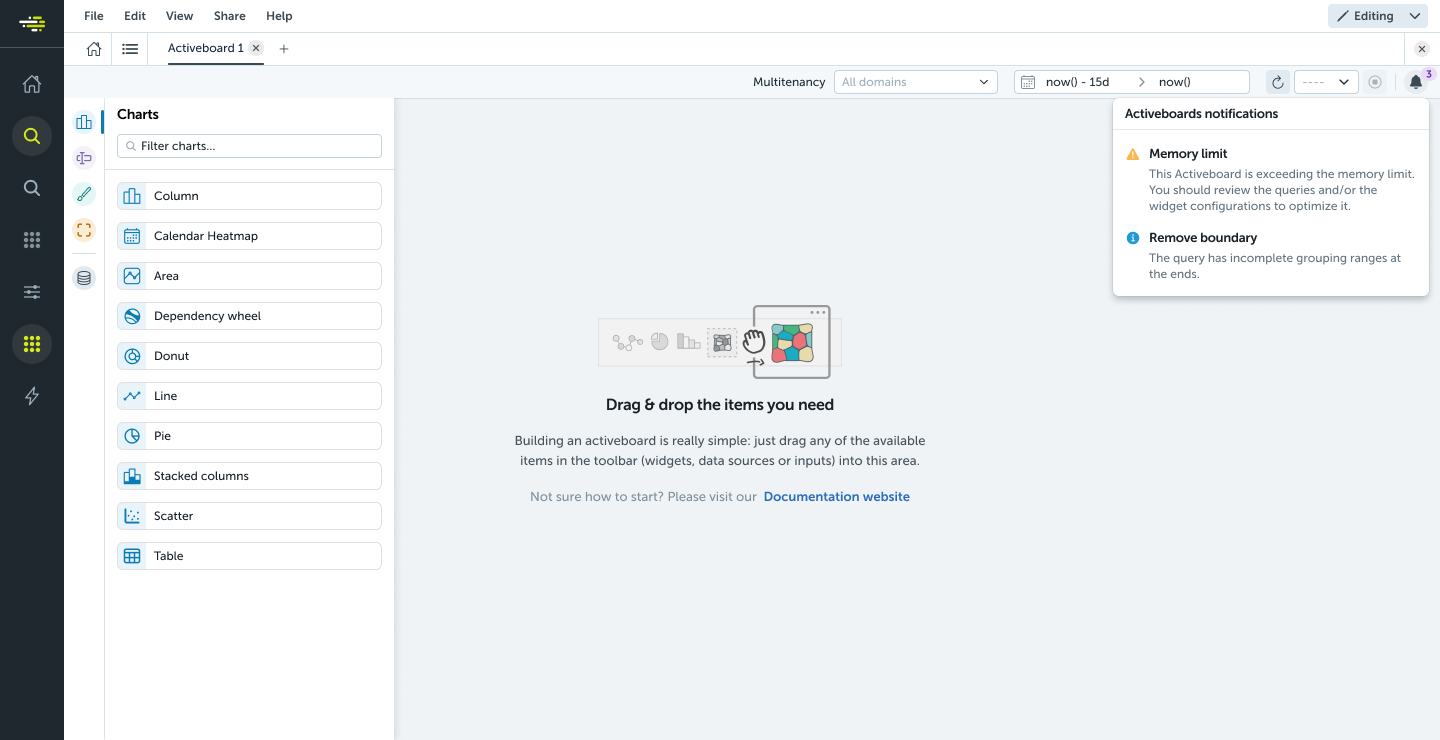 File Edit View Share Help
Editing
Activeboard 1
Multitenancy All domains now() - 15d now() ---- 3
Charts
Filter charts...
Column
Calendar Heatmap
Area
Dependency wheel
Donut
Line
Pie
Stacked columns
Scatter
Table
Drag & drop the items you need
Building an activeboard is really simple: just drag any of the available
items in the toolbar (widgets, data sources or inputs) into this area.
Not sure how to start? Please visit our Documentation website
Activeboards notifications
Memory limit
This Activeboard is exceeding the memory limit.
You should review the queries and/or the
widget configurations to optimize it.
Remove boundary
The query has incomplete grouping ranges at
the ends.